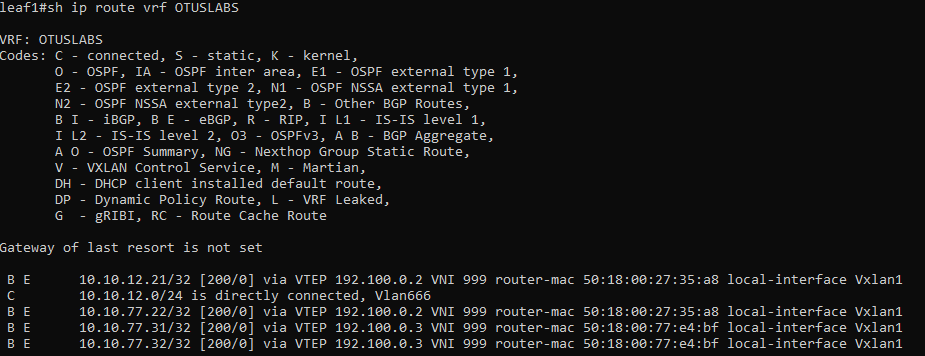 leaf1#sh ip route vrf OTUSLABS
VRF: OTUSLABS
Codes: C - connected, S - static, K - kernel,
O - OSPF, IA - OSPF inter area, E1 - OSPF external type 1,
E2 - OSPF external type 2, N1 - OSPF NSSA external type 1,
N2 - OSPF NSSA external type2, B - Other BGP Routes,
B I - iBGP, B E - eBGP, R - RIP, I L1 - IS-IS level 1,
I L2 - IS-IS level 2, O3 - OSPFv3, A B - BGP Aggregate,
A O - OSPF Summary, NG - Nexthop Group Static Route,
V - VXLAN Control Service, M - Martian,
DH - DHCP client installed default route,
DP - Dynamic Policy Route, L - VRF Leaked,
G  - gRIBI, RC - Route Cache Route
Gateway of last resort is not set
B E      10.10.12.21/32 [200/0] via VTEP 192.100.0.2 VNI 999 router-mac 50:18:00:27:35:a8 local-interface Vxlan1
C        10.10.12.0/24 is directly connected, Vlan666
B E      10.10.77.22/32 [200/0] via VTEP 192.100.0.2 VNI 999 router-mac 50:18:00:27:35:a8 local-interface Vxlan1
B E      10.10.77.31/32 [200/0] via VTEP 192.100.0.3 VNI 999 router-mac 50:18:00:77:e4:bf local-interface Vxlan1
B E      10.10.77.32/32 [200/0] via VTEP 192.100.0.3 VNI 999 router-mac 50:18:00:77:e4:bf local-interface Vxlan1